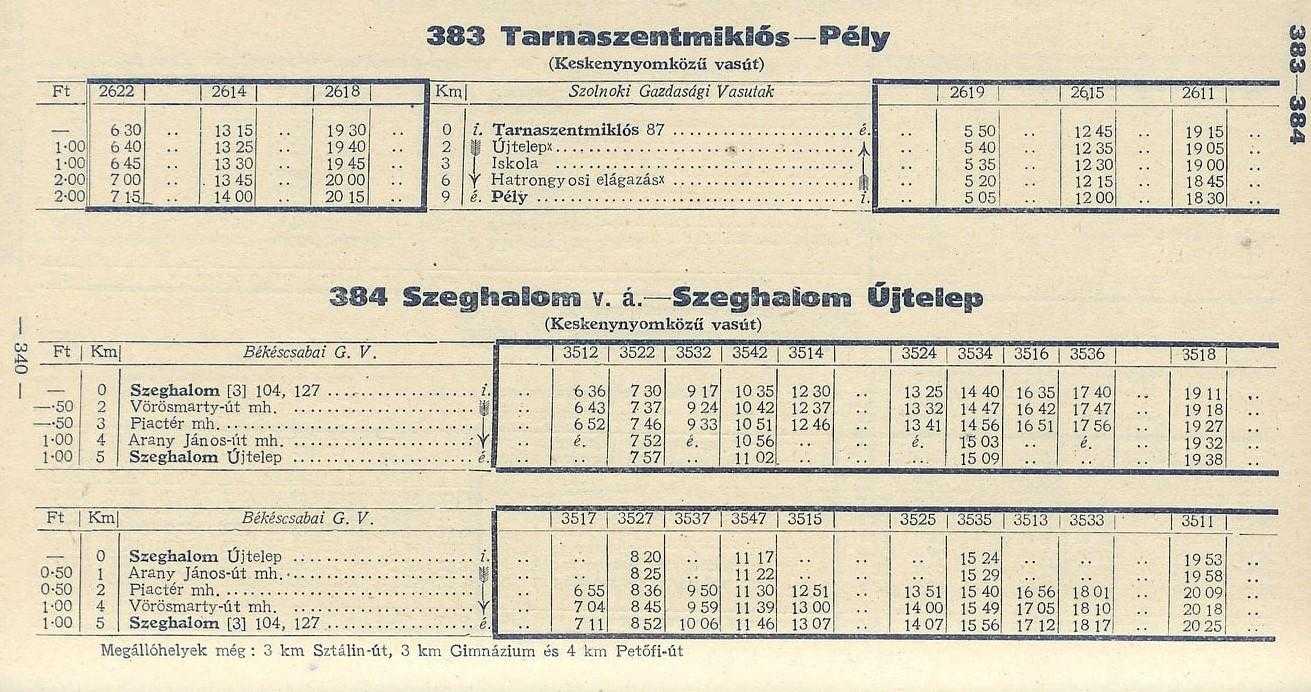 383 Tarnaszentmiklós—Pély
(Keskenynyomközű vasút)
Ft | 2622 | | 2614 | | 2618 | | Km | Szolnoki Gazdasági Vasutak | | 2619 | | 2615 | | 2611 |
— 6 30 .. 13 15 .. 19 30 .. 0 i. Tarnaszentmiklós 87 .................... é. .. 5 50 .. 12 45 .. 19 15 ..
1·00 6 40 .. 13 25 .. 19 40 .. 2 Újtelepx .................... .. 5 40 .. 12 35 .. 19 05 ..
1·00 6 45 .. 13 30 .. 19 45 .. 3 Iskola .................... .. 5 35 .. 12 30 .. 19 00 ..
2·00 7 00 .. 13 45 .. 20 00 .. 6 Hatrongyosi elágazásx .................... .. 5 20 .. 12 15 .. 18 45 ..
2·00 7 15 .. 14 00 .. 20 15 .. 9 é. Pély .................... i. .. 5 05 .. 12 00 .. 18 30 ..
383—384
384 Szeghalom v. á.—Szeghalom Újtelep
(Keskenynyomközű vasút)
Ft | Km | Békéscsabai G. V. | | 3512 | 3522 | 3532 | 3542 | 3514 | | 3524 | 3534 | 3516 | 3536 | | 3518 |
— 0 Szeghalom [3] 104, 127 .................... i. .. 6 36 7 30 9 17 10 35 12 30 .. 13 25 14 40 16 35 17 40 .. 19 11 ..
—·50 2 Vörösmarty-út mh. .................... .. 6 43 7 37 9 24 10 42 12 37 .. 13 32 14 47 16 42 17 47 .. 19 18 ..
—·50 3 Piactér mh. .................... .. 6 52 7 46 9 33 10 51 12 46 .. 13 41 14 56 16 51 17 56 .. 19 27 ..
1·00 4 Arany János-út mh. .................... .. é. 7 52 é. 10 56 .. .. é. 15 03 .. é. .. 19 32 ..
1·00 5 Szeghalom Újtelep .................... é. .. .. 7 57 .. 11 02 .. .. .. 15 09 .. .. .. 19 38 ..
— 340 —
Ft | Km | Békéscsabai G. V. | | 3517 | 3527 | 3537 | 3547 | 3515 | | 3525 | 3535 | 3513 | 3533 | | 3511 |
— 0 Szeghalom Újtelep .................... i. .. .. 8 20 .. 11 17 .. .. .. 15 24 .. .. .. 19 53 ..
0·50 1 Arany János-út mh. .................... .. .. 8 25 .. 11 22 .. .. .. 15 29 .. .. .. 19 58 ..
0·50 2 Piactér mh. .................... .. 6 55 8 36 9 50 11 30 12 51 .. 13 51 15 40 16 56 18 01 .. 20 09 ..
1·00 4 Vörösmarty-út mh. .................... .. 7 04 8 45 9 59 11 39 13 00 .. 14 00 15 49 17 05 18 10 .. 20 18 ..
1·00 5 Szeghalom [3] 104, 127 .................... é. .. 7 11 8 52 10 06 11 46 13 07 .. 14 07 15 56 17 12 18 17 .. 20 25 ..
Megállóhelyek még : 3 km Sztálin-út, 3 km Gimnázium és 4 km Petőfi-út